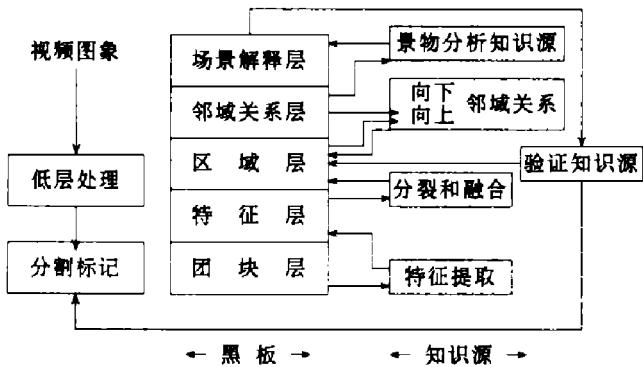 视频图象
低层处理
分割标记
场景解释层
邻域关系层
区域层
特征层
团块层
景物分析知识源
向下
向上
邻域关系
验证知识源
分裂和融合
特征提取
← 黑板 →
← 知识源 →